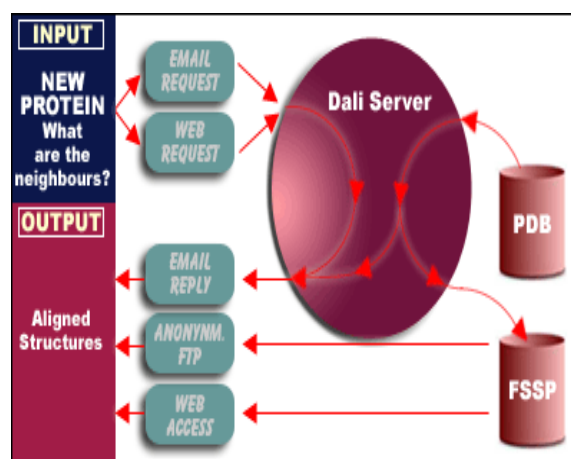 INPUT
NEW
PROTEIN
What
are the
neighbours?
EMAIL
REQUEST
WEB
REQUEST
Dali Server
PDB
OUTPUT
Aligned
Structures
EMAIL
REPLY
ANONYNM.
FTP
WEB
ACCESS
FSSP